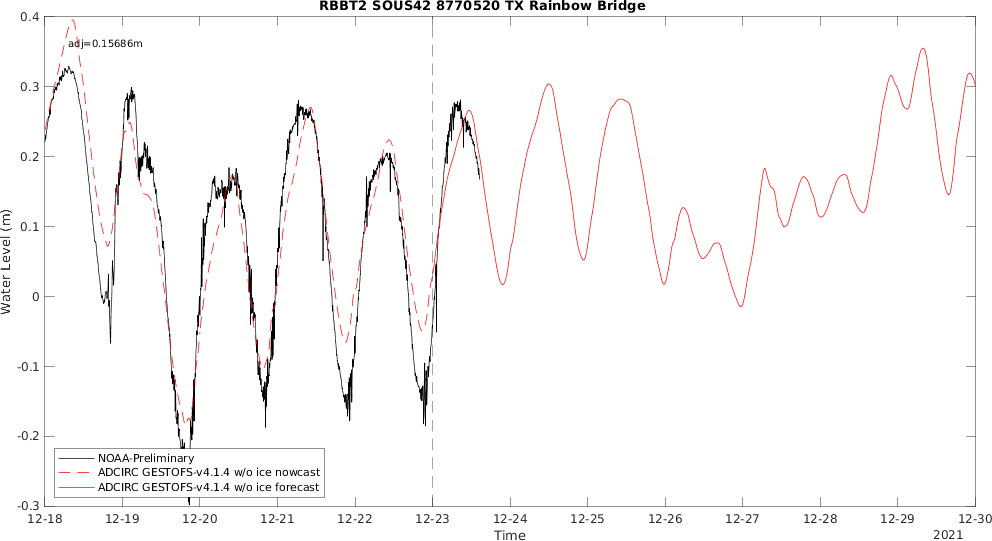 RBBT2 SOUS42 8770520 TX Rainbow Bridge
adj=0.15686m
0.4
0.3
0.2
0.1
0
-0.1
-0.2
-0.3
Water Level (m)
NOAA-Preliminary
ADCIRC GESTOFS-v4.1.4 w/o ice nowcast
ADCIRC GESTOFS-v4.1.4 w/o ice forecast
12-18 12-19 12-20 12-21 12-22 12-23 12-24 12-25 12-26 12-27 12-28 12-29 12-30
Time
2021